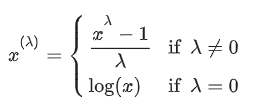 x^(λ) = { (x^λ − 1)/λ if λ ≠ 0
log(x) if λ = 0